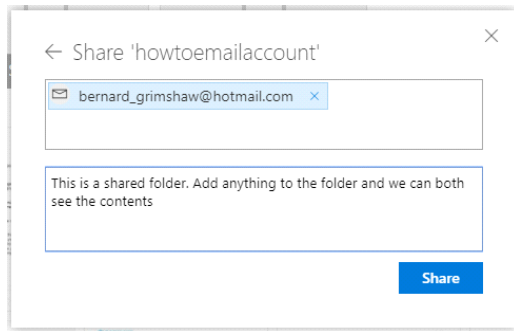 Share 'howtoemailaccount'
bernard_grimshaw@hotmail.com
This is a shared folder. Add anything to the folder and we can both
see the contents
Share